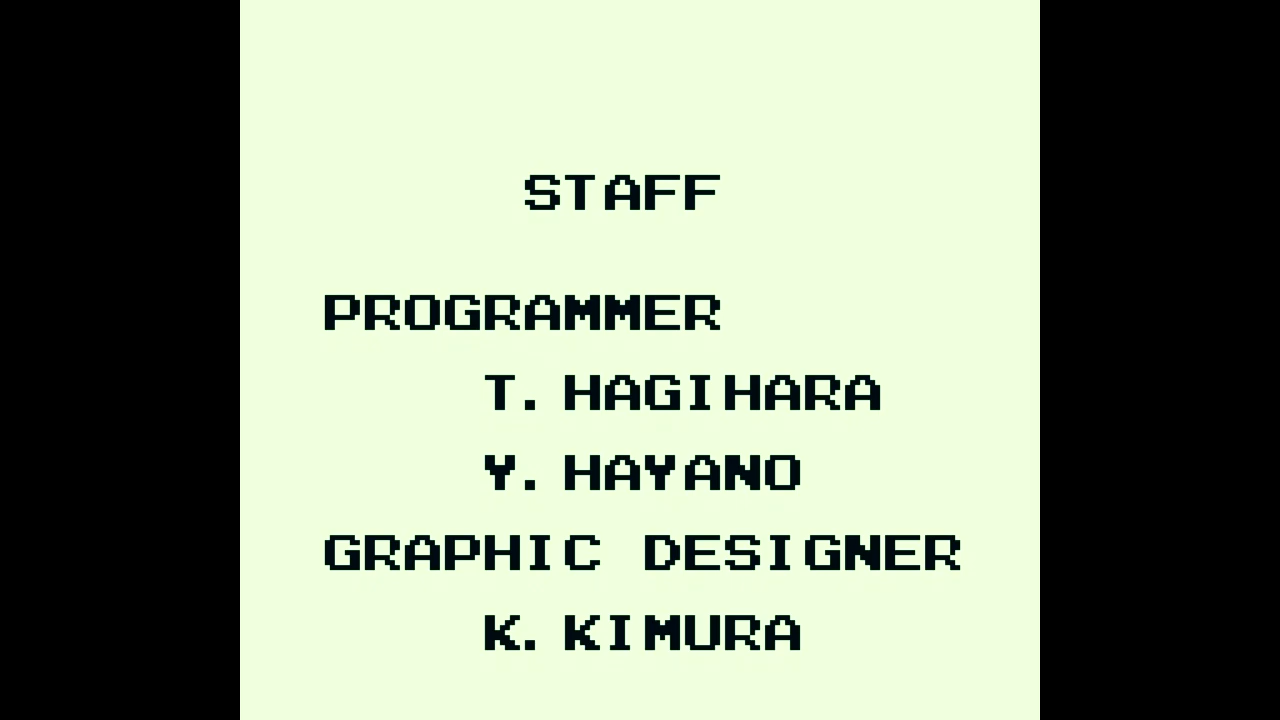 STAFF
PROGRAMMER
T. HAGIHARA
Y. HAYANO
GRAPHIC DESIGNER
K. KIMURA